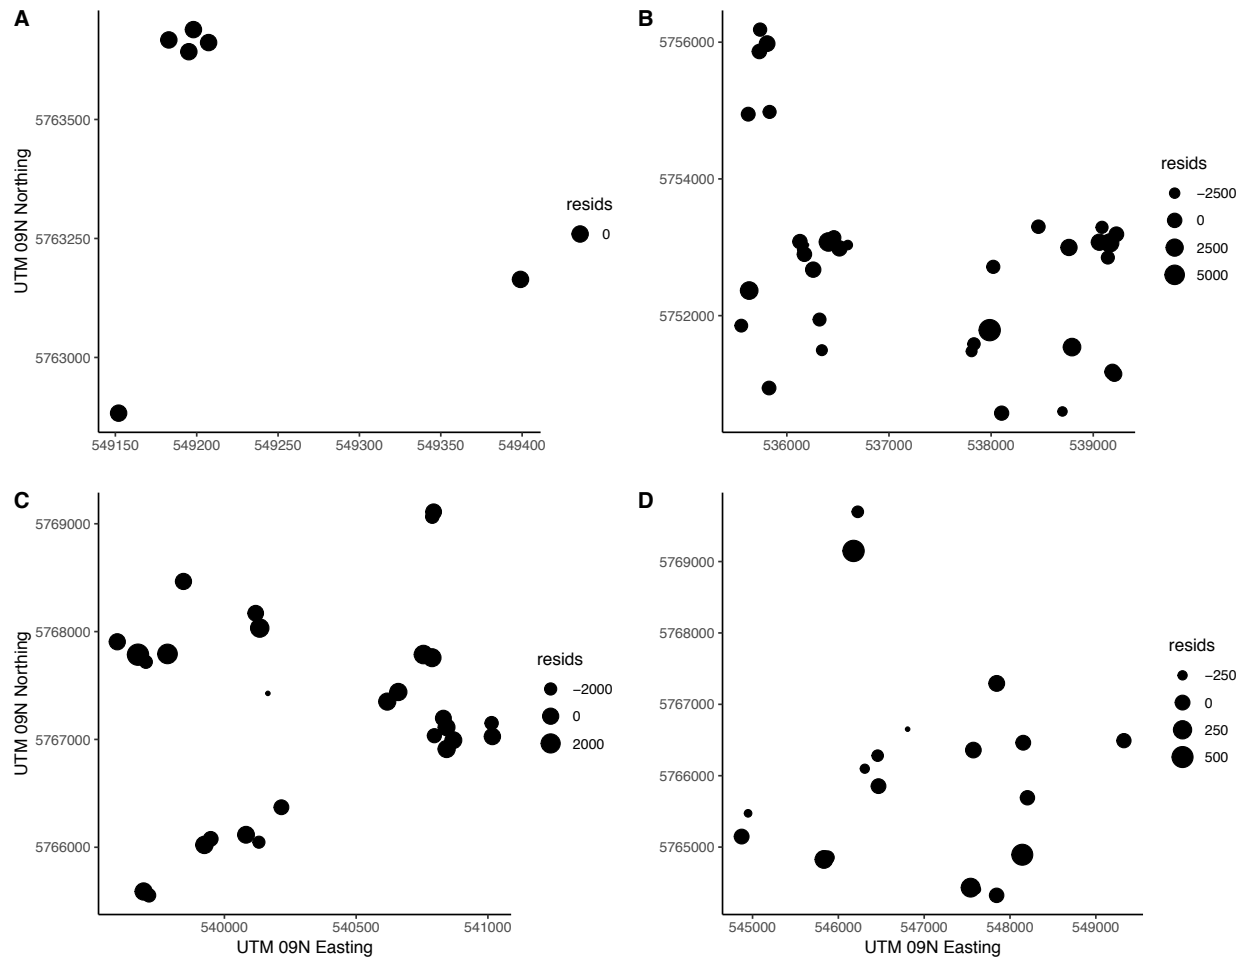 A
UTM 09N Northing
5763500
5763250
5763000
549150 549200 549250 549300 549350 549400
resids
0
B
5756000
5754000
5752000
536000 537000 538000 539000
resids
−2500
0
2500
5000
C
UTM 09N Northing
5769000
5768000
5767000
5766000
540000 540500 541000
UTM 09N Easting
resids
−2000
0
2000
D
5769000
5768000
5767000
5766000
5765000
545000 546000 547000 548000 549000
UTM 09N Easting
resids
−250
0
250
500